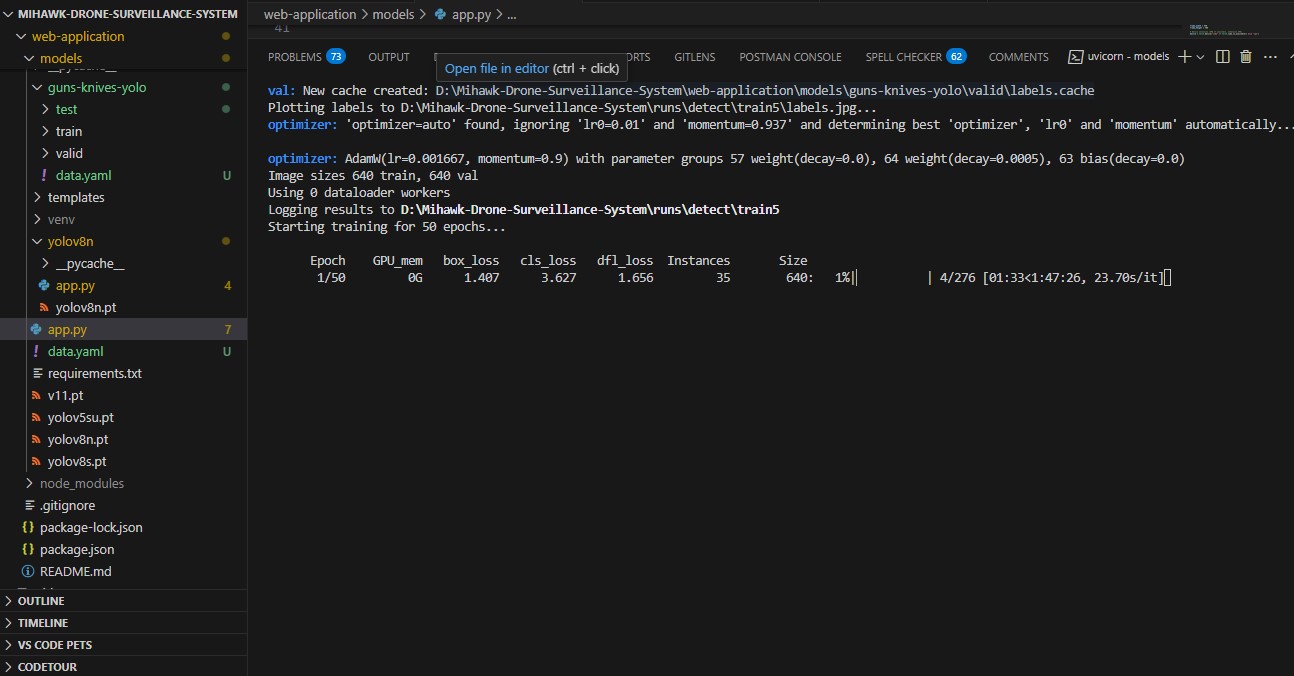 MIHAWK-DRONE-SURVEILLANCE-SYSTEM
web-application
models
__pycache__
guns-knives-yolo
test
train
valid
! data.yaml U
templates
venv
yolov8n
__pycache__
app.py 4
yolov8n.pt
app.py 7
! data.yaml U
requirements.txt
v11.pt
yolov5su.pt
yolov8n.pt
yolov8s.pt
node_modules
.gitignore
{} package-lock.json
{} package.json
README.md
OUTLINE
TIMELINE
VS CODE PETS
CODETOUR
web-application > models > app.py > ...
41
PROBLEMS 73 OUTPUT ORTS GITLENS POSTMAN CONSOLE SPELL CHECKER 62 COMMENTS uvicorn - models
Open file in editor (ctrl + click)
val: New cache created: D:\Mihawk-Drone-Surveillance-System\web-application\models\guns-knives-yolo\valid\labels.cache
Plotting labels to D:\Mihawk-Drone-Surveillance-System\runs\detect\train5\labels.jpg...
optimizer: 'optimizer=auto' found, ignoring 'lr0=0.01' and 'momentum=0.937' and determining best 'optimizer', 'lr0' and 'momentum' automatically...
optimizer: AdamW(lr=0.001667, momentum=0.9) with parameter groups 57 weight(decay=0.0), 64 weight(decay=0.0005), 63 bias(decay=0.0)
Image sizes 640 train, 640 val
Using 0 dataloader workers
Logging results to D:\Mihawk-Drone-Surveillance-System\runs\detect\train5
Starting training for 50 epochs...
Epoch GPU_mem box_loss cls_loss dfl_loss Instances Size
1/50 0G 1.407 3.627 1.656 35 640: 1%| | 4/276 [01:33<1:47:26, 23.70s/it]